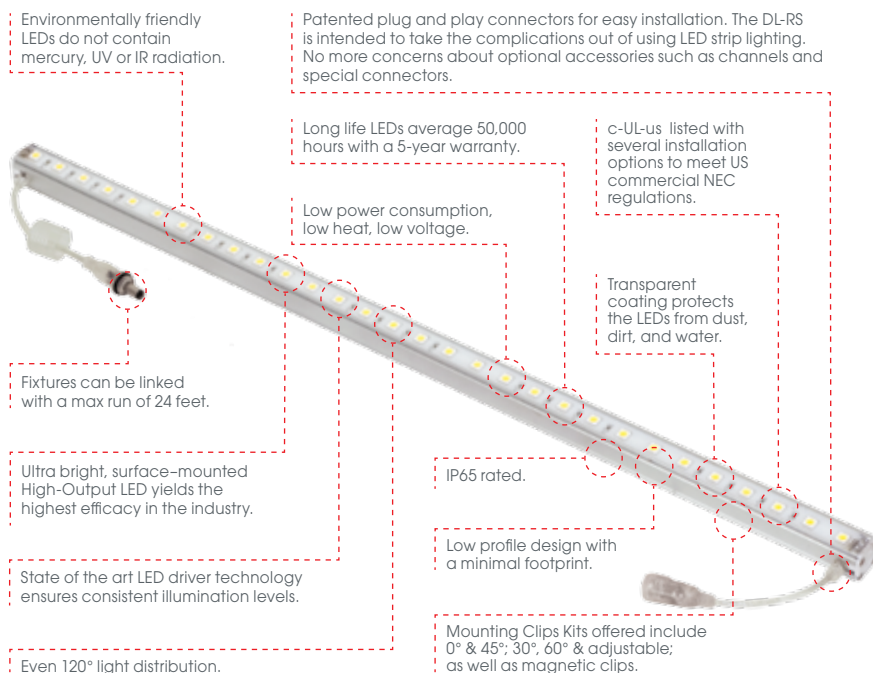 Environmentally friendly
LEDs do not contain
mercury, UV or IR radiation.
Patented plug and play connectors for easy installation. The DL-RS
is intended to take the complications out of using LED strip lighting.
No more concerns about optional accessories such as channels and
special connectors.
Long life LEDs average 50,000
hours with a 5-year warranty.
c-UL-us listed with
several installation
options to meet US
commercial NEC
regulations.
Low power consumption,
low heat, low voltage.
Transparent
coating protects
the LEDs from dust,
dirt, and water.
Fixtures can be linked
with a max run of 24 feet.
Ultra bright, surface-mounted
High-Output LED yields the
highest efficacy in the industry.
IP65 rated.
Low profile design with
a minimal footprint.
State of the art LED driver technology
ensures consistent illumination levels.
Mounting Clips Kits offered include
0° & 45°; 30°, 60° & adjustable;
as well as magnetic clips.
Even 120° light distribution.